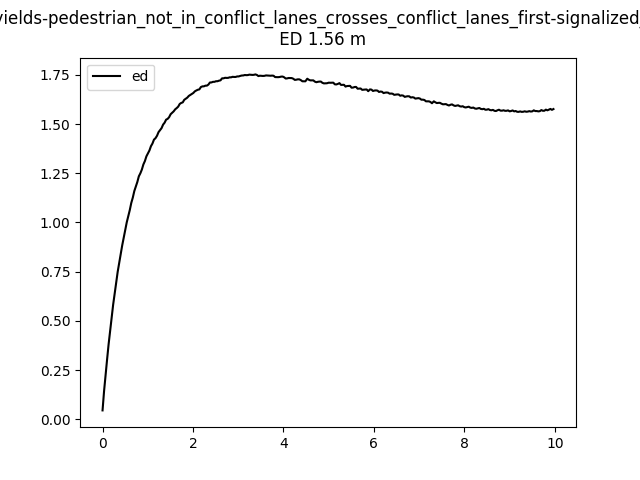 yields-pedestrian_not_in_conflict_lanes_crosses_conflict_lanes_first-signalized_
ED 1.56 m
ed
1.75
1.50
1.25
1.00
0.75
0.50
0.25
0.00
0 2 4 6 8 10